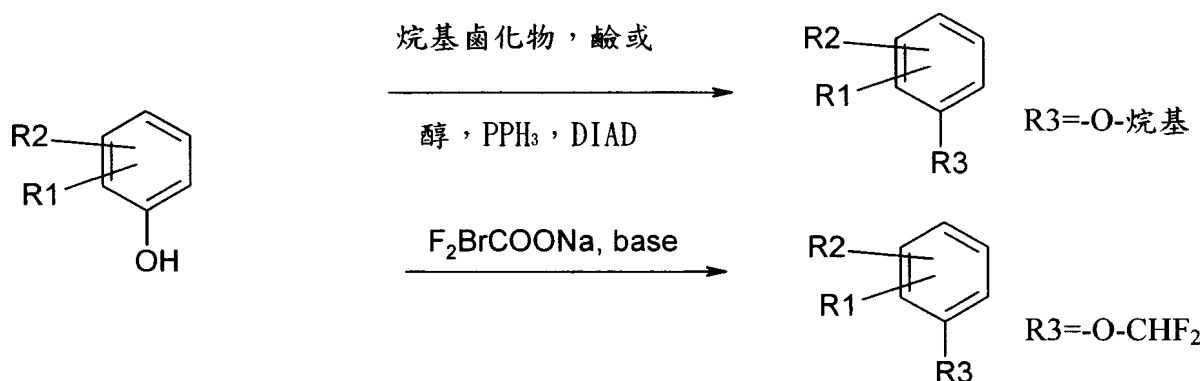 烷基鹵化物，鹼或
醇，PPH₃，DIAD
R2
R1
OH
R2
R1
R3
R3=-O-烷基
F₂BrCOONa, base
R2
R1
R3
R3=-O-CHF₂